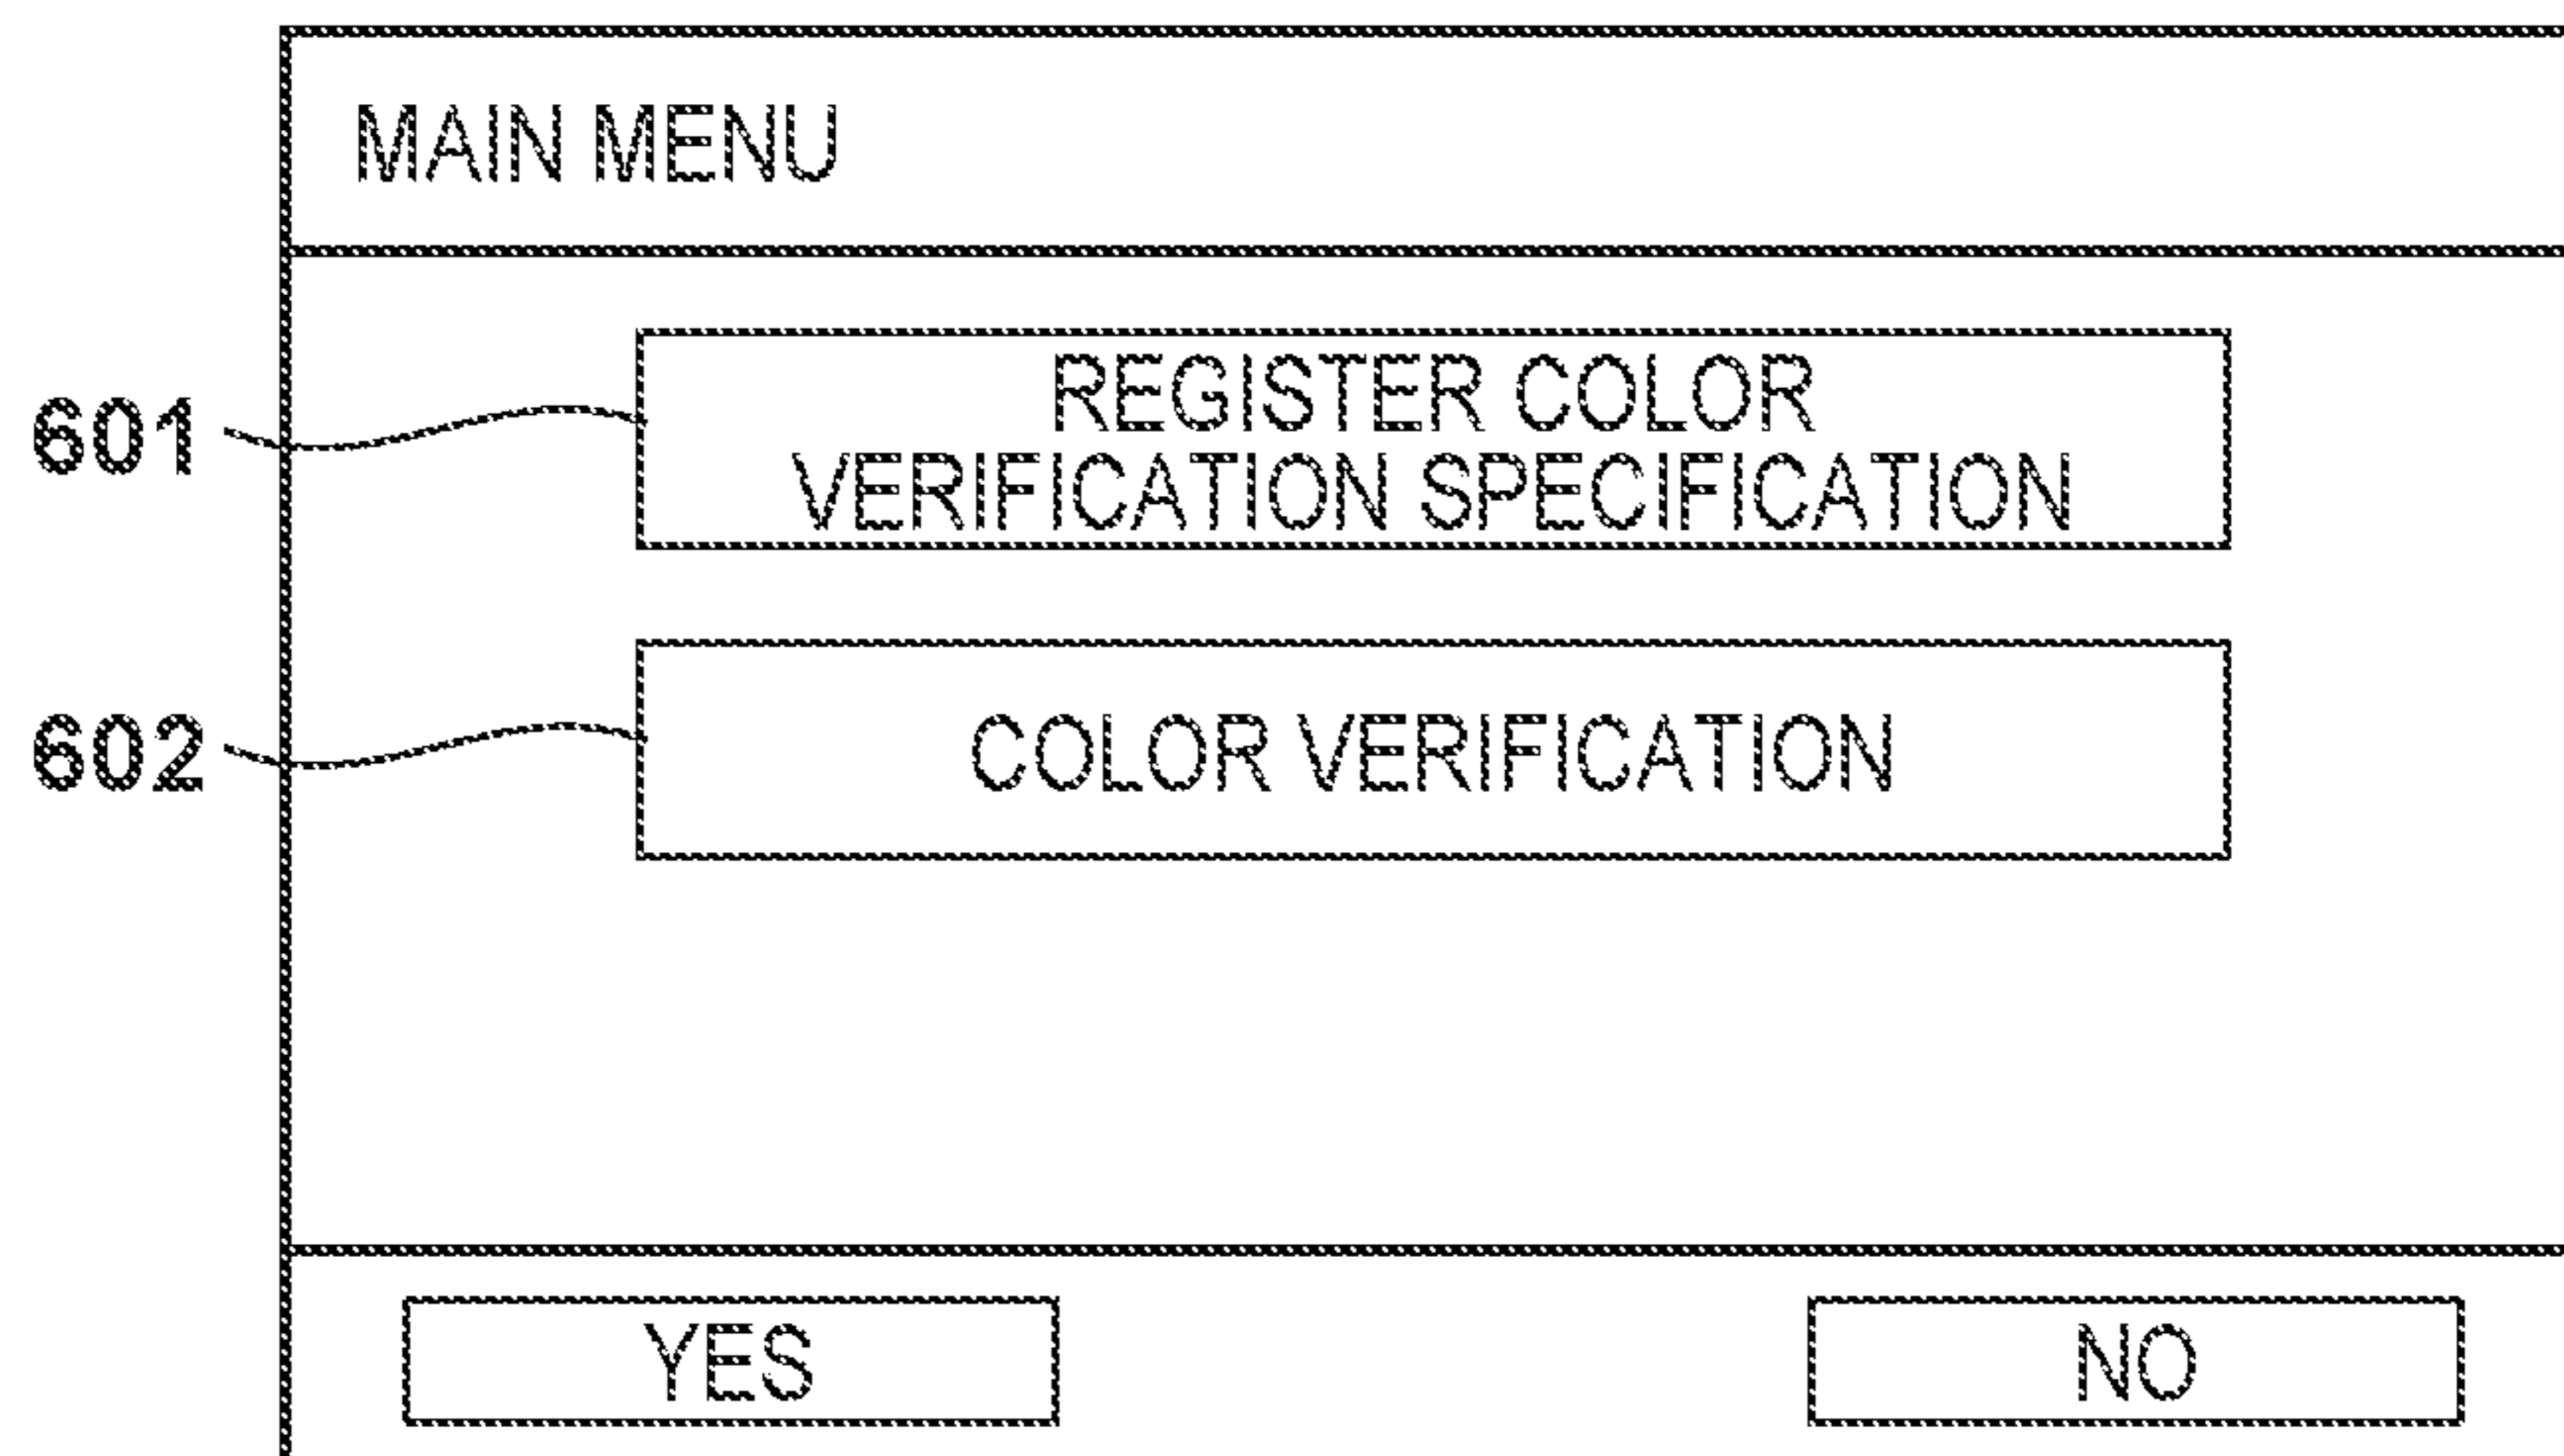 MAIN MENU
601
REGISTER COLOR
VERIFICATION SPECIFICATION
602
COLOR VERIFICATION
YES
NO